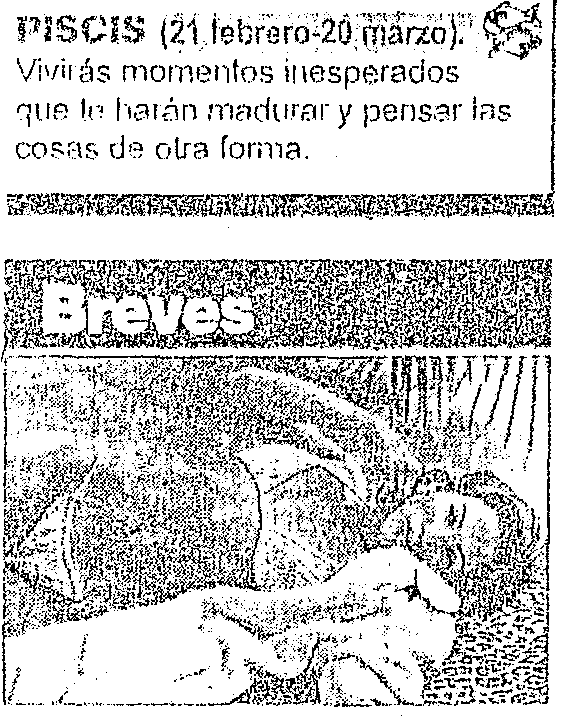 PISCIS (21 febrero-20 marzo).
Vivirás momentos inesperados
que te harán madurar y pensar las
cosas de otra forma.
Breves